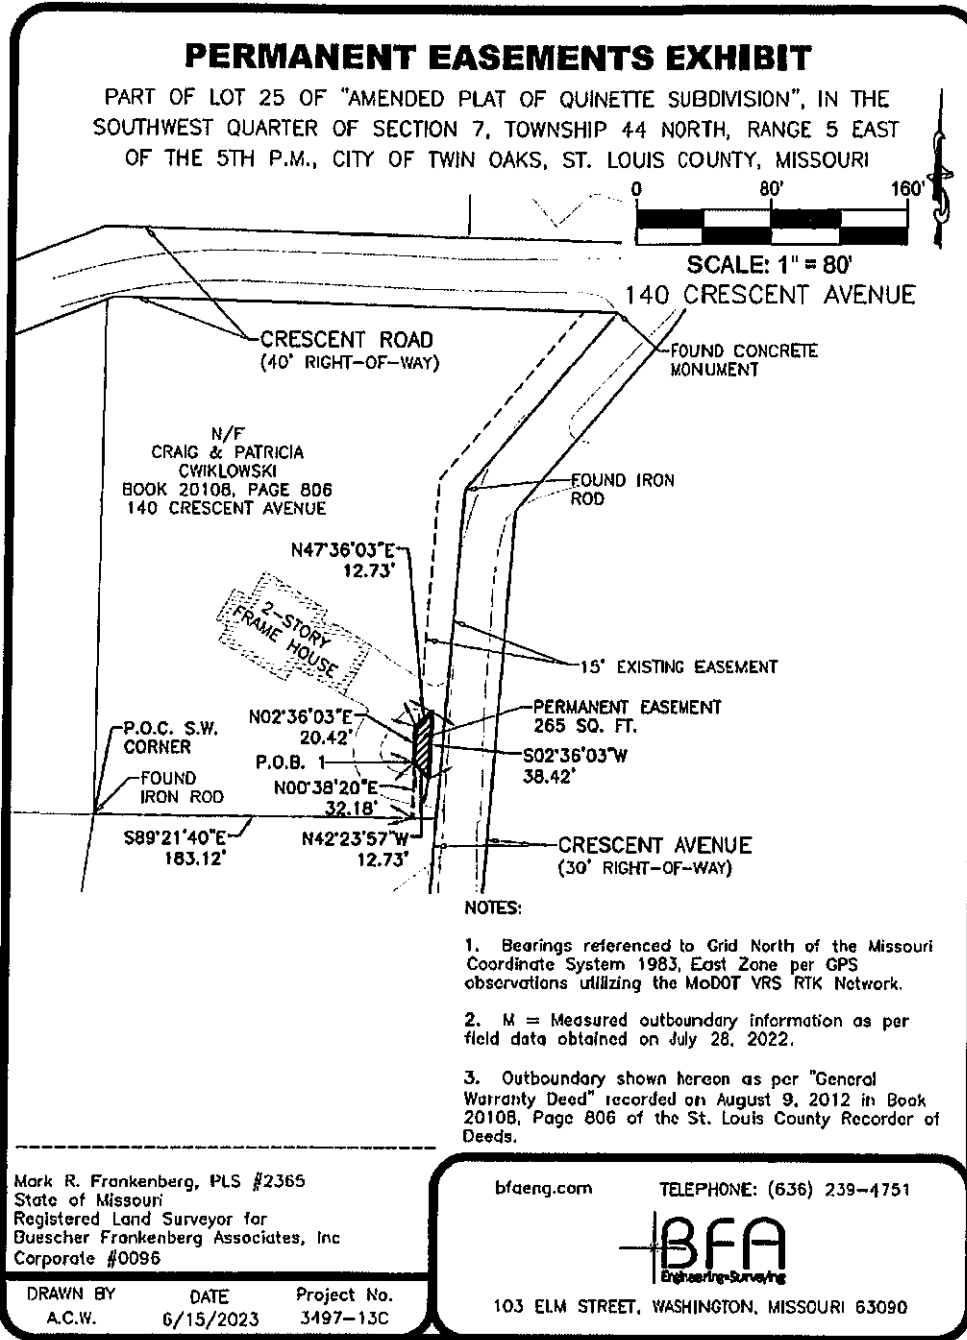 PERMANENT EASEMENTS EXHIBIT
PART OF LOT 25 OF "AMENDED PLAT OF QUINETTE SUBDIVISION", IN THE
SOUTHWEST QUARTER OF SECTION 7, TOWNSHIP 44 NORTH, RANGE 5 EAST
OF THE 5TH P.M., CITY OF TWIN OAKS, ST. LOUIS COUNTY, MISSOURI
0 80' 160'
SCALE: 1" = 80'
140 CRESCENT AVENUE
CRESCENT ROAD
(40' RIGHT-OF-WAY)
FOUND CONCRETE
MONUMENT
N/F
CRAIG & PATRICIA
CWIKLOWSKI
BOOK 20108, PAGE 806
140 CRESCENT AVENUE
FOUND IRON
ROD
N47°36'03"E
12.73'
2-STORY
FRAME HOUSE
15' EXISTING EASEMENT
N02°36'03"E
20.42'
PERMANENT EASEMENT
265 SQ. FT.
P.O.C. S.W.
CORNER
P.O.B. 1
S02°36'03"W
38.42'
FOUND
IRON ROD
N00°38'20"E
32.18'
S89°21'40"E
183.12'
N42°23'57"W
12.73'
CRESCENT AVENUE
(30' RIGHT-OF-WAY)
NOTES:
1. Bearings referenced to Grid North of the Missouri
Coordinate System 1983, East Zone per GPS
observations utilizing the MoDOT VRS RTK Network.
2. M = Measured outboundary information as per
field data obtained on July 28, 2022.
3. Outboundary shown hereon as per "General
Warranty Deed" recorded on August 9, 2012 in Book
20108, Page 806 of the St. Louis County Recorder of
Deeds.
Mark R. Frankenberg, PLS #2365
State of Missouri
Registered Land Surveyor for
Buescher Frankenberg Associates, Inc
Corporate #0096
DRAWN BY DATE Project No.
A.C.W. 6/15/2023 3497-13C
bfaeng.com TELEPHONE: (636) 239-4751
BFA
Engineering-Surveying
103 ELM STREET, WASHINGTON, MISSOURI 63090